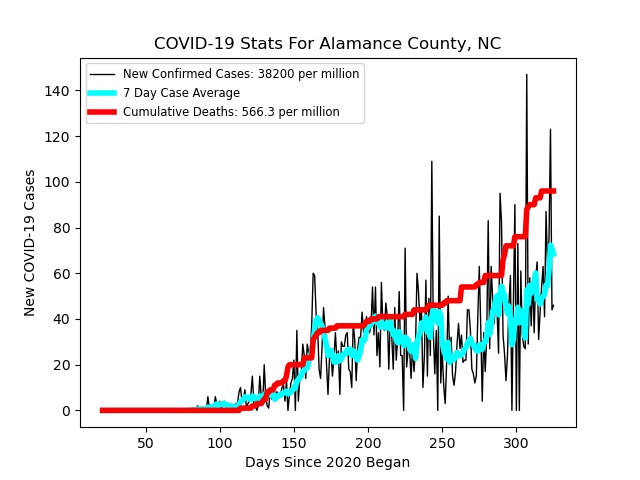 COVID-19 Stats For Alamance County, NC
New Confirmed Cases: 38200 per million
7 Day Case Average
Cumulative Deaths: 566.3 per million
New COVID-19 Cases
140
120
100
80
60
40
20
0
50
100
150
200
250
300
Days Since 2020 Began